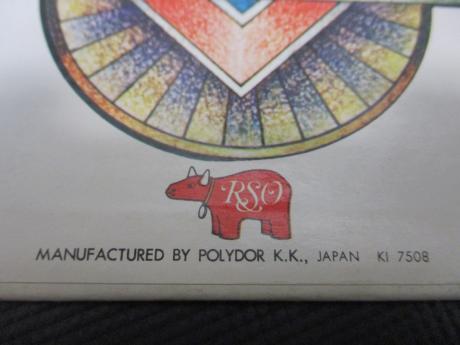 RSO
MANUFACTURED BY POLYDOR K.K., JAPAN KI 7508